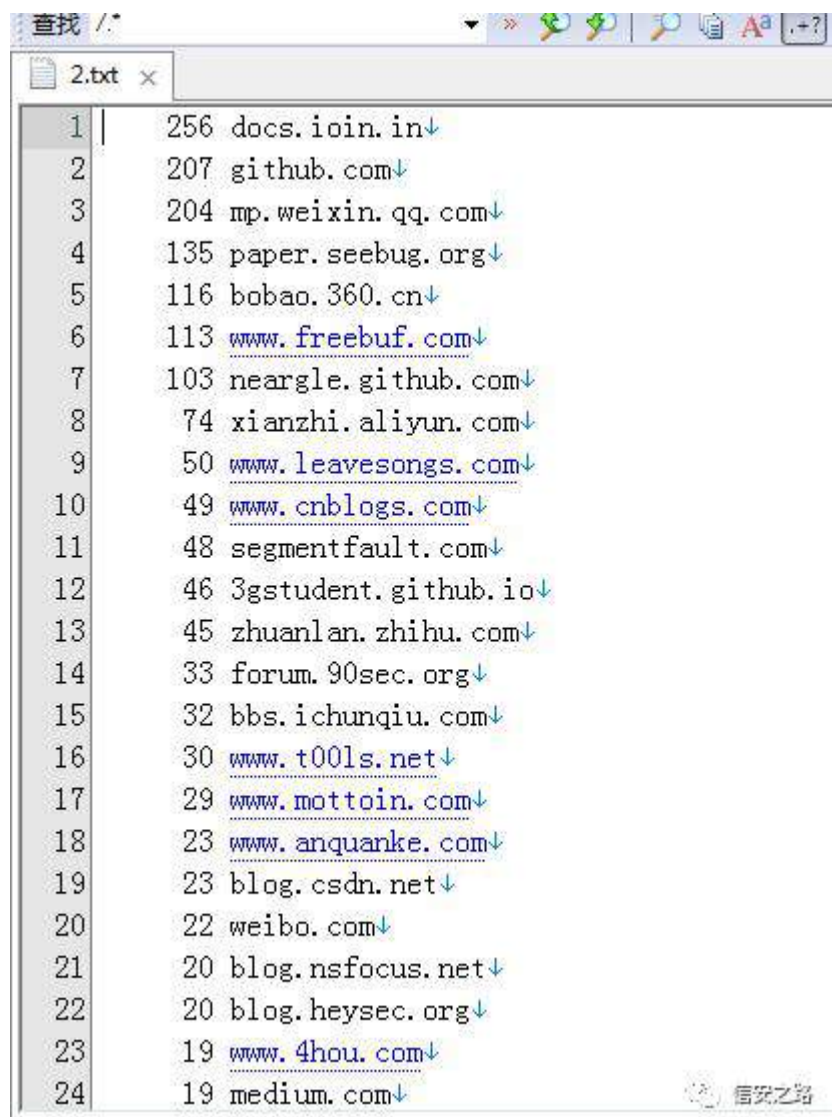 查找 /.*
2.txt
1 256 docs.ioin.in↓
2 207 github.com↓
3 204 mp.weixin.qq.com↓
4 135 paper.seebug.org↓
5 116 bobao.360.cn↓
6 113 www.freebuf.com↓
7 103 neargle.github.com↓
8 74 xianzhi.aliyun.com↓
9 50 www.leavesongs.com↓
10 49 www.cnblogs.com↓
11 48 segmentfault.com↓
12 46 3gstudent.github.io↓
13 45 zhuanlan.zhihu.com↓
14 33 forum.90sec.org↓
15 32 bbs.ichunqiu.com↓
16 30 www.t00ls.net↓
17 29 www.mottoin.com↓
18 23 www.anquanke.com↓
19 23 blog.csdn.net↓
20 22 weibo.com↓
21 20 blog.nsfocus.net↓
22 20 blog.heysec.org↓
23 19 www.4hou.com↓
24 19 medium.com↓
信安之路